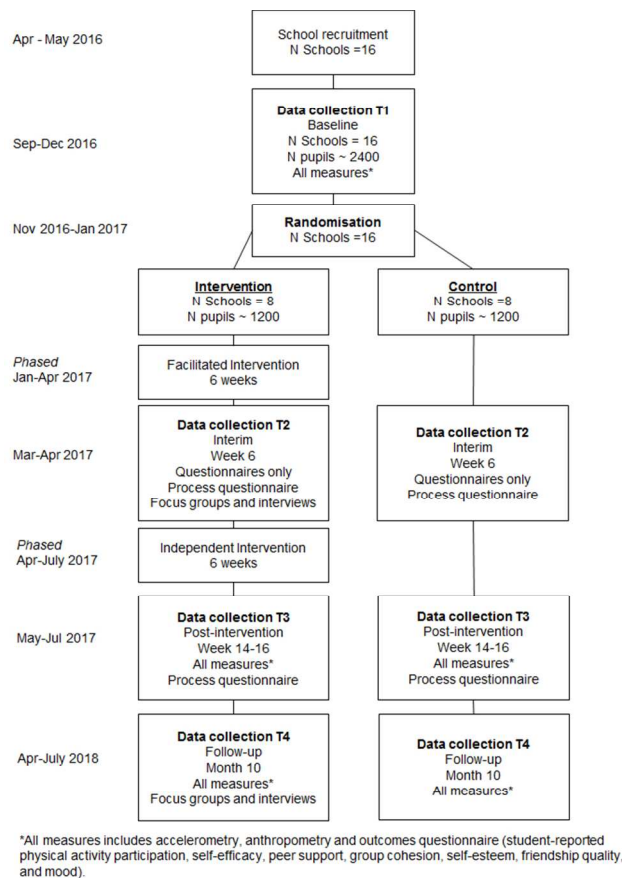 Apr - May 2016
School recruitment
N Schools =16
Sep-Dec 2016
Data collection T1
Baseline
N Schools = 16
N pupils ~ 2400
All measures*
Nov 2016-Jan 2017
Randomisation
N Schools =16
Intervention
N Schools = 8
N pupils ~ 1200
Control
N Schools =8
N pupils ~ 1200
Phased
Jan-Apr 2017
Facilitated Intervention
6 weeks
Mar-Apr 2017
Data collection T2
Interim
Week 6
Questionnaires only
Process questionnaire
Focus groups and interviews
Data collection T2
Interim
Week 6
Questionnaires only
Process questionnaire
Phased
Apr-July 2017
Independent Intervention
6 weeks
May-Jul 2017
Data collection T3
Post-intervention
Week 14-16
All measures*
Process questionnaire
Data collection T3
Post-intervention
Week 14-16
All measures*
Process questionnaire
Apr-July 2018
Data collection T4
Follow-up
Month 10
All measures*
Focus groups and interviews
Data collection T4
Follow-up
Month 10
All measures*
*All measures includes accelerometry, anthropometry and outcomes questionnaire (student-reported
physical activity participation, self-efficacy, peer support, group cohesion, self-esteem, friendship quality,
and mood).